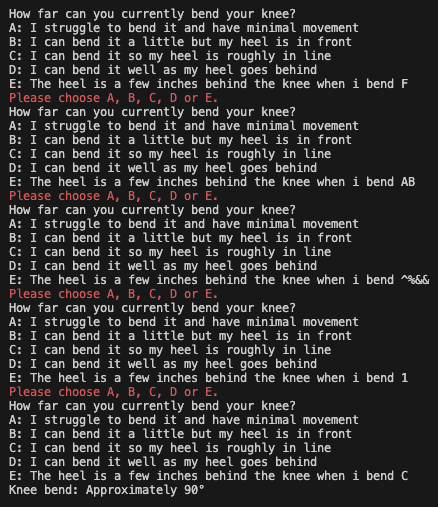 How far can you currently bend your knee?
A: I struggle to bend it and have minimal movement
B: I can bend it a little but my heel is in front
C: I can bend it so my heel is roughly in line
D: I can bend it well as my heel goes behind
E: The heel is a few inches behind the knee when i bend F
Please choose A, B, C, D or E.
How far can you currently bend your knee?
A: I struggle to bend it and have minimal movement
B: I can bend it a little but my heel is in front
C: I can bend it so my heel is roughly in line
D: I can bend it well as my heel goes behind
E: The heel is a few inches behind the knee when i bend AB
Please choose A, B, C, D or E.
How far can you currently bend your knee?
A: I struggle to bend it and have minimal movement
B: I can bend it a little but my heel is in front
C: I can bend it so my heel is roughly in line
D: I can bend it well as my heel goes behind
E: The heel is a few inches behind the knee when i bend ^%&&
Please choose A, B, C, D or E.
How far can you currently bend your knee?
A: I struggle to bend it and have minimal movement
B: I can bend it a little but my heel is in front
C: I can bend it so my heel is roughly in line
D: I can bend it well as my heel goes behind
E: The heel is a few inches behind the knee when i bend 1
Please choose A, B, C, D or E.
How far can you currently bend your knee?
A: I struggle to bend it and have minimal movement
B: I can bend it a little but my heel is in front
C: I can bend it so my heel is roughly in line
D: I can bend it well as my heel goes behind
E: The heel is a few inches behind the knee when i bend C
Knee bend: Approximately 90°